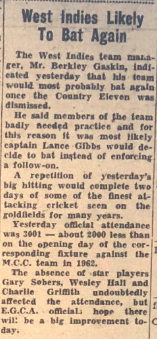 West Indies Likely
To Bat Again
The West Indies team mana-
ger, Mr. Berkley Gaskin, indi-
cated yesterday that his team
would most probably bat again
once the Country Eleven was
dismissed.
He said members of the team
badly needed practice and for
this reason it was most likely
captain Lance Gibbs would de-
cide to bat instead of enforcing
a follow-on.
A repetition of yesterday's
big hitting would complete two
days of some of the finest at-
tacking cricket seen on the
goldfields for many years.
Yesterday official attendance
was 3001 — about 2000 less than
on the opening day of the cor-
responding fixture against the
M.C.C. team in 1962.
The absence of star players
Gary Sobers, Wesley Hall and
Charlie Griffith undoubtedly
affected the attendance, but
E.G.C.A. officials hope there
will be a big improvement to-
day.